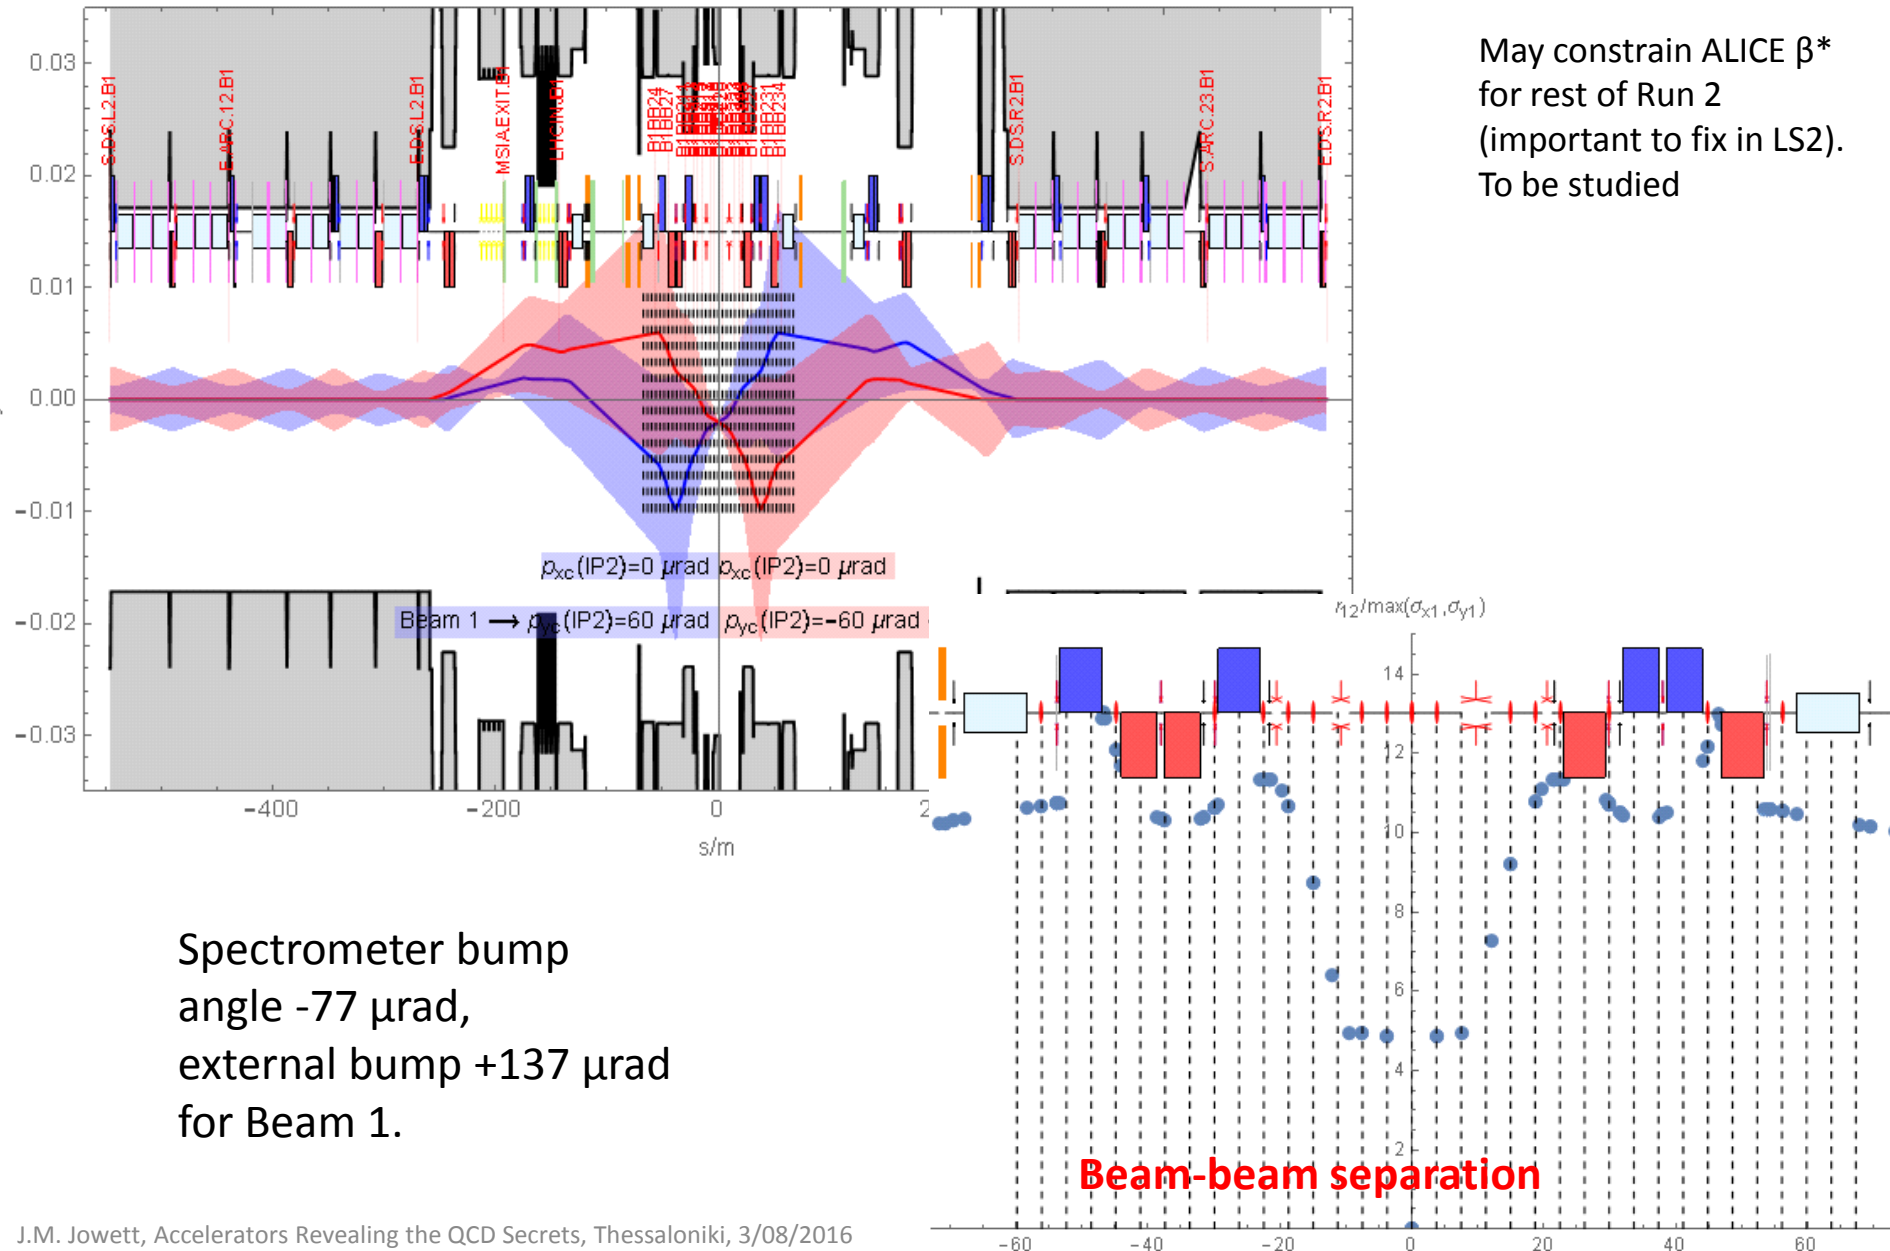 May constrain ALICE β*
for rest of Run 2
(important to fix in LS2).
To be studied
0.03
0.02
0.01
0.00
−0.01
−0.02
−0.03
S.DS.L2.B1
E.ARC.12.B1
E.DS.L2.B1
MSIAEXIT.B1
LHCINJ.B1
B1BB24
B1BB27
B1BB231
B1BB234
S.DS.R2.B1
S.ARC.23.B1
E.DS.R2.B1
pxc(IP2)=0 μrad pxc(IP2)=0 μrad
Beam 1 → pyc(IP2)=60 μrad pyc(IP2)=−60 μrad
−400 −200 0 2
s/m
r12/max(σx1,σy1)
14
12
10
8
6
4
2
Beam-beam separation
−60 −40 −20 0 20 40 60
Spectrometer bump
angle -77 μrad,
external bump +137 μrad
for Beam 1.
J.M. Jowett, Accelerators Revealing the QCD Secrets, Thessaloniki, 3/08/2016